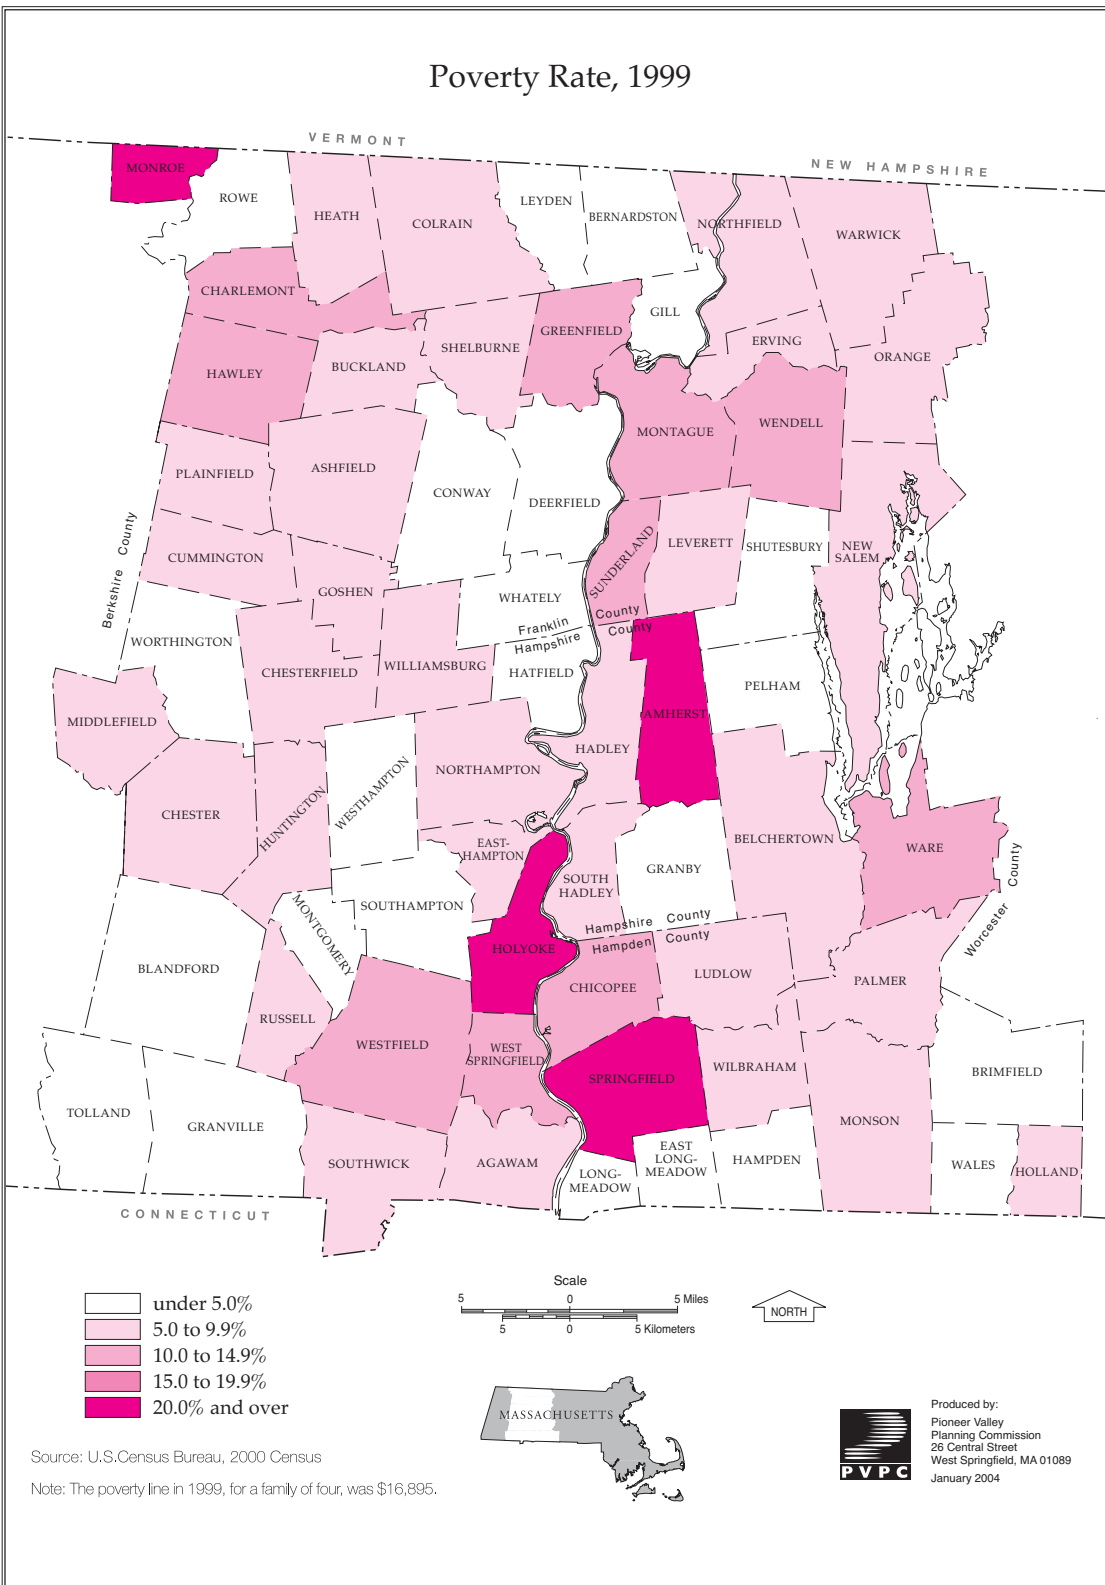 Poverty Rate, 1999
VERMONT
NEW HAMPSHIRE
MONROE
ROWE
HEATH
COLRAIN
LEYDEN
BERNARDSTON
NORTHFIELD
WARWICK
CHARLEMONT
GILL
GREENFIELD
ERVING
ORANGE
HAWLEY
BUCKLAND
SHELBURNE
MONTAGUE
WENDELL
PLAINFIELD
ASHFIELD
CONWAY
DEERFIELD
Berkshire County
CUMMINGTON
GOSHEN
SUNDERLAND
LEVERETT
SHUTESBURY
NEW
SALEM
WHATELY
Franklin County
Hampshire County
WORTHINGTON
CHESTERFIELD
WILLIAMSBURG
HATFIELD
PELHAM
MIDDLEFIELD
AMHERST
HADLEY
NORTHAMPTON
WESTHAMPTON
CHESTER
HUNTINGTON
EAST-
HAMPTON
BELCHERTOWN
WARE
SOUTH
HADLEY
GRANBY
Worcester County
SOUTHAMPTON
MONTGOMERY
Hampshire County
Hampden County
HOLYOKE
BLANDFORD
LUDLOW
PALMER
CHICOPEE
RUSSELL
WESTFIELD
WEST
SPRINGFIELD
SPRINGFIELD
WILBRAHAM
BRIMFIELD
TOLLAND
GRANVILLE
MONSON
SOUTHWICK
AGAWAM
LONG-
MEADOW
EAST
LONG-
MEADOW
HAMPDEN
WALES
HOLLAND
CONNECTICUT
under 5.0%
5.0 to 9.9%
10.0 to 14.9%
15.0 to 19.9%
20.0% and over
Scale
5 0 5 Miles
5 0 5 Kilometers
NORTH
MASSACHUSETTS
Source: U.S.Census Bureau, 2000 Census
Note: The poverty line in 1999, for a family of four, was $16,895.
PVPC
Produced by:
Pioneer Valley
Planning Commission
26 Central Street
West Springfield, MA 01089
January 2004